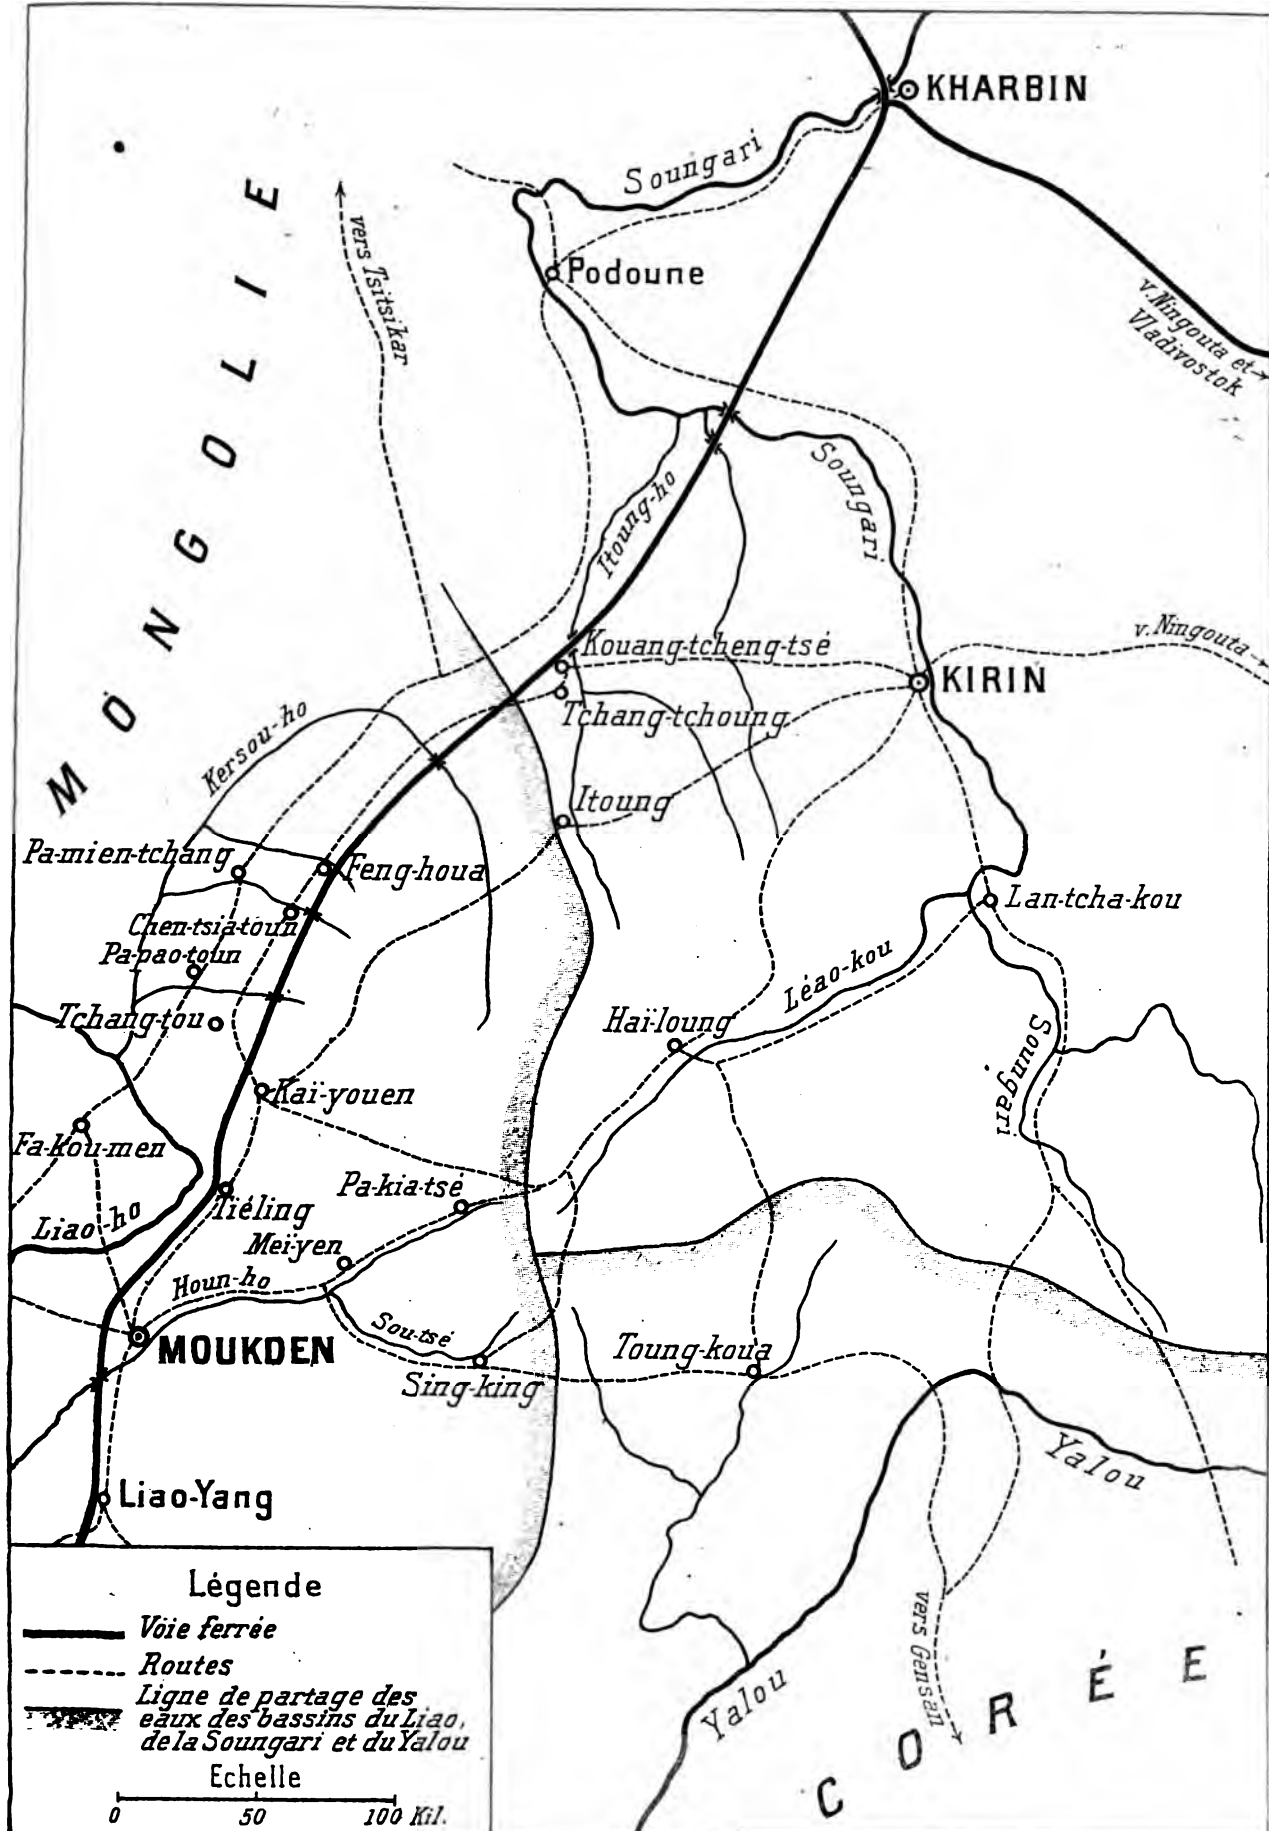 KHARBIN
Soungari
MÔNGOLIE
vers Tsitsikar
Podoune
v. Ningouta et
Vladivostok
Soungari
Itoung-ho
Kouang-tcheng-tsé
v. Ningouta
KIRIN
Tchang-tchoung
Kersou-ho
Itoung
Pa-mien-tchang
Feng-houa
Chen-tsia-toun
Pa-pao-toun
Lan-tcha-kou
Léao-kou
Tchang-tou
Haï-loung
Soungari
Kaï-youen
Fa-kou-men
Pa-kia-tsé
Tiéling
Liao-ho
Meï-yen
Houn-ho
Sou-tsé
MOUKDEN
Toung-koua
Sing-king
Yalou
Liao-Yang
vers Gensan
Yalou
CORÉE
Légende
Voie ferrée
Routes
Ligne de partage des
eaux des bassins du Liao,
de la Soungari et du Yalou
Echelle
0 50 100 Kil.